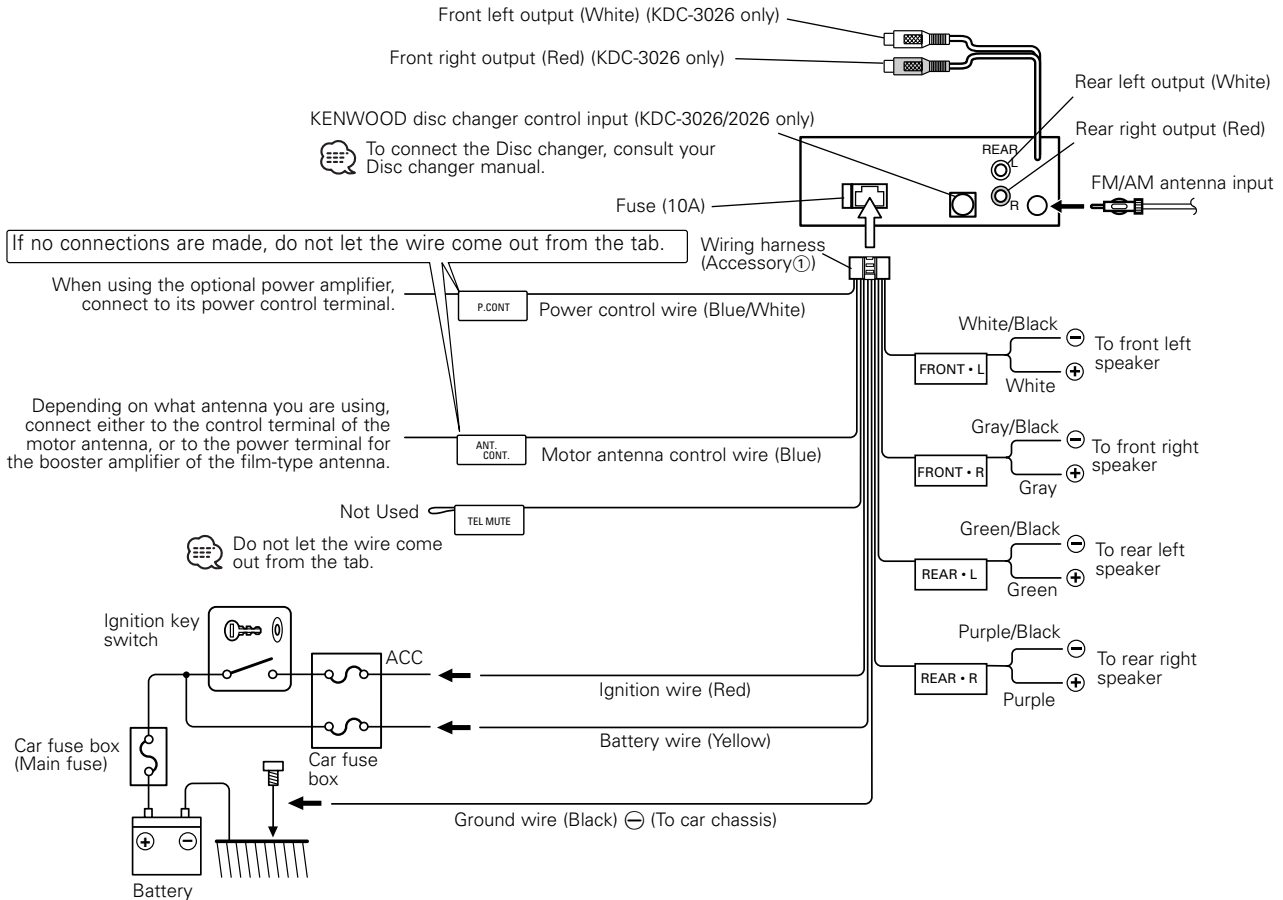 Front left output (White) (KDC-3026 only)
Front right output (Red) (KDC-3026 only)
Rear left output (White)
KENWOOD disc changer control input (KDC-3026/2026 only)
Rear right output (Red)
To connect the Disc changer, consult your
Disc changer manual.
REAR
L
R
FM/AM antenna input
Fuse (10A)
If no connections are made, do not let the wire come out from the tab.
Wiring harness
(Accessory①)
When using the optional power amplifier,
connect to its power control terminal.
P.CONT
Power control wire (Blue/White)
White/Black
⊖
To front left
speaker
FRONT • L
⊕
White
Depending on what antenna you are using,
connect either to the control terminal of the
motor antenna, or to the power terminal for
the booster amplifier of the film-type antenna.
ANT.
CONT.
Motor antenna control wire (Blue)
Gray/Black
⊖
To front right
speaker
FRONT • R
⊕
Gray
Not Used
TEL MUTE
Do not let the wire come
out from the tab.
Green/Black
⊖
To rear left
speaker
REAR • L
⊕
Green
Ignition key
switch
ACC
Ignition wire (Red)
Purple/Black
⊖
To rear right
speaker
REAR • R
⊕
Purple
Battery wire (Yellow)
Car fuse box
(Main fuse)
Car fuse
box
Ground wire (Black) ⊖ (To car chassis)
⊕ ⊖
Battery